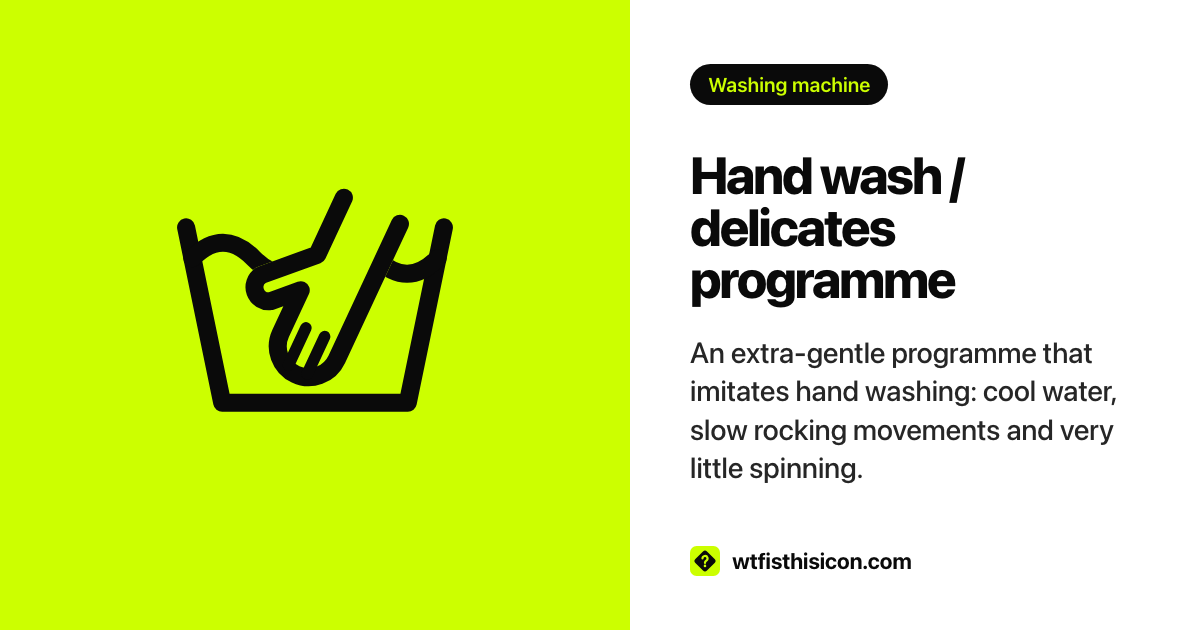 Washing machine
Hand wash /
delicates
programme
An extra-gentle programme that
imitates hand washing: cool water,
slow rocking movements and very
little spinning.
?
wtfisthisicon.com